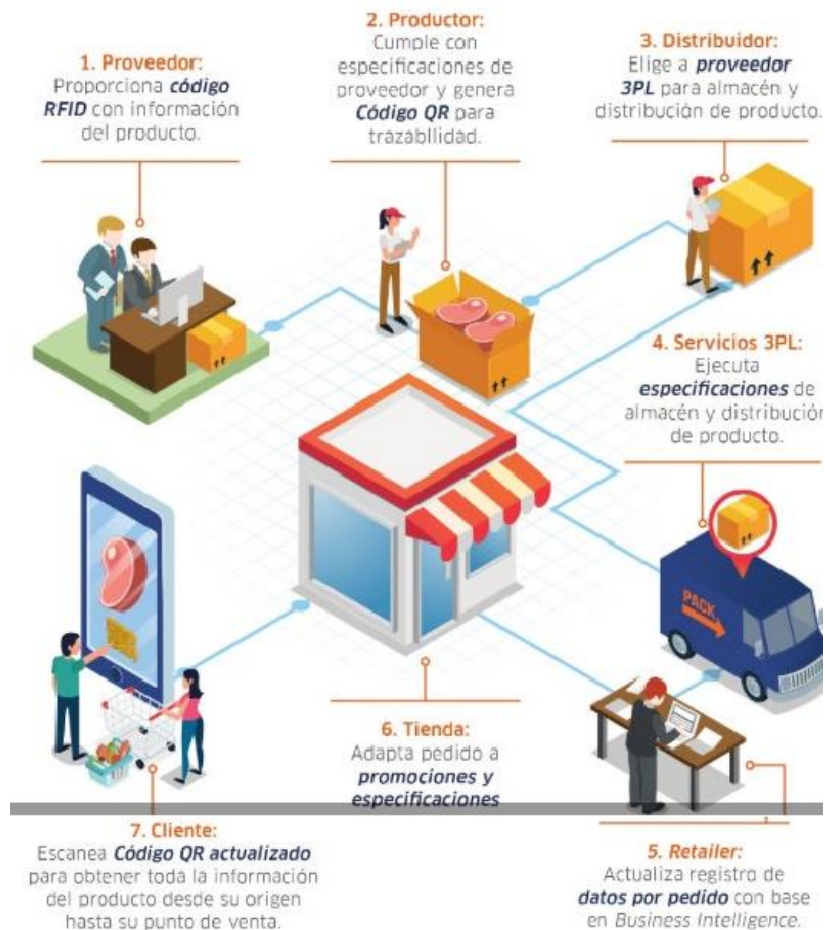 1. Proveedor:
Proporciona código
RFID con información
del producto.
2. Productor:
Cumple con
especificaciones de
proveedor y genera
Código QR para
trazabilidad.
3. Distribuidor:
Elige a proveedor
3PL para almacén y
distribución de producto.
4. Servicios 3PL:
Ejecuta
especificaciones de
almacén y distribución
de producto.
PACK
5. Retailer:
Actualiza registro de
datos por pedido con base
en Business Intelligence.
6. Tienda:
Adapta pedido a
promociones y
especificaciones
7. Cliente:
Escanea Código QR actualizado
para obtener toda la información
del producto desde su origen
hasta su punto de venta.